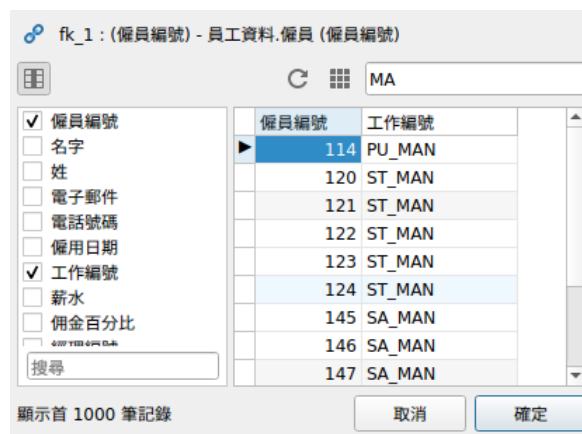 fk_1 : (僱員編號) - 員工資料.僱員 (僱員編號)
MA
僱員編號
名字
姓
電子郵件
電話號碼
僱用日期
工作編號
薪水
佣金百分比
經理編號
搜尋
僱員編號 工作編號
114 PU_MAN
120 ST_MAN
121 ST_MAN
122 ST_MAN
123 ST_MAN
124 ST_MAN
145 SA_MAN
146 SA_MAN
147 SA_MAN
顯示首 1000 筆記錄
取消
確定